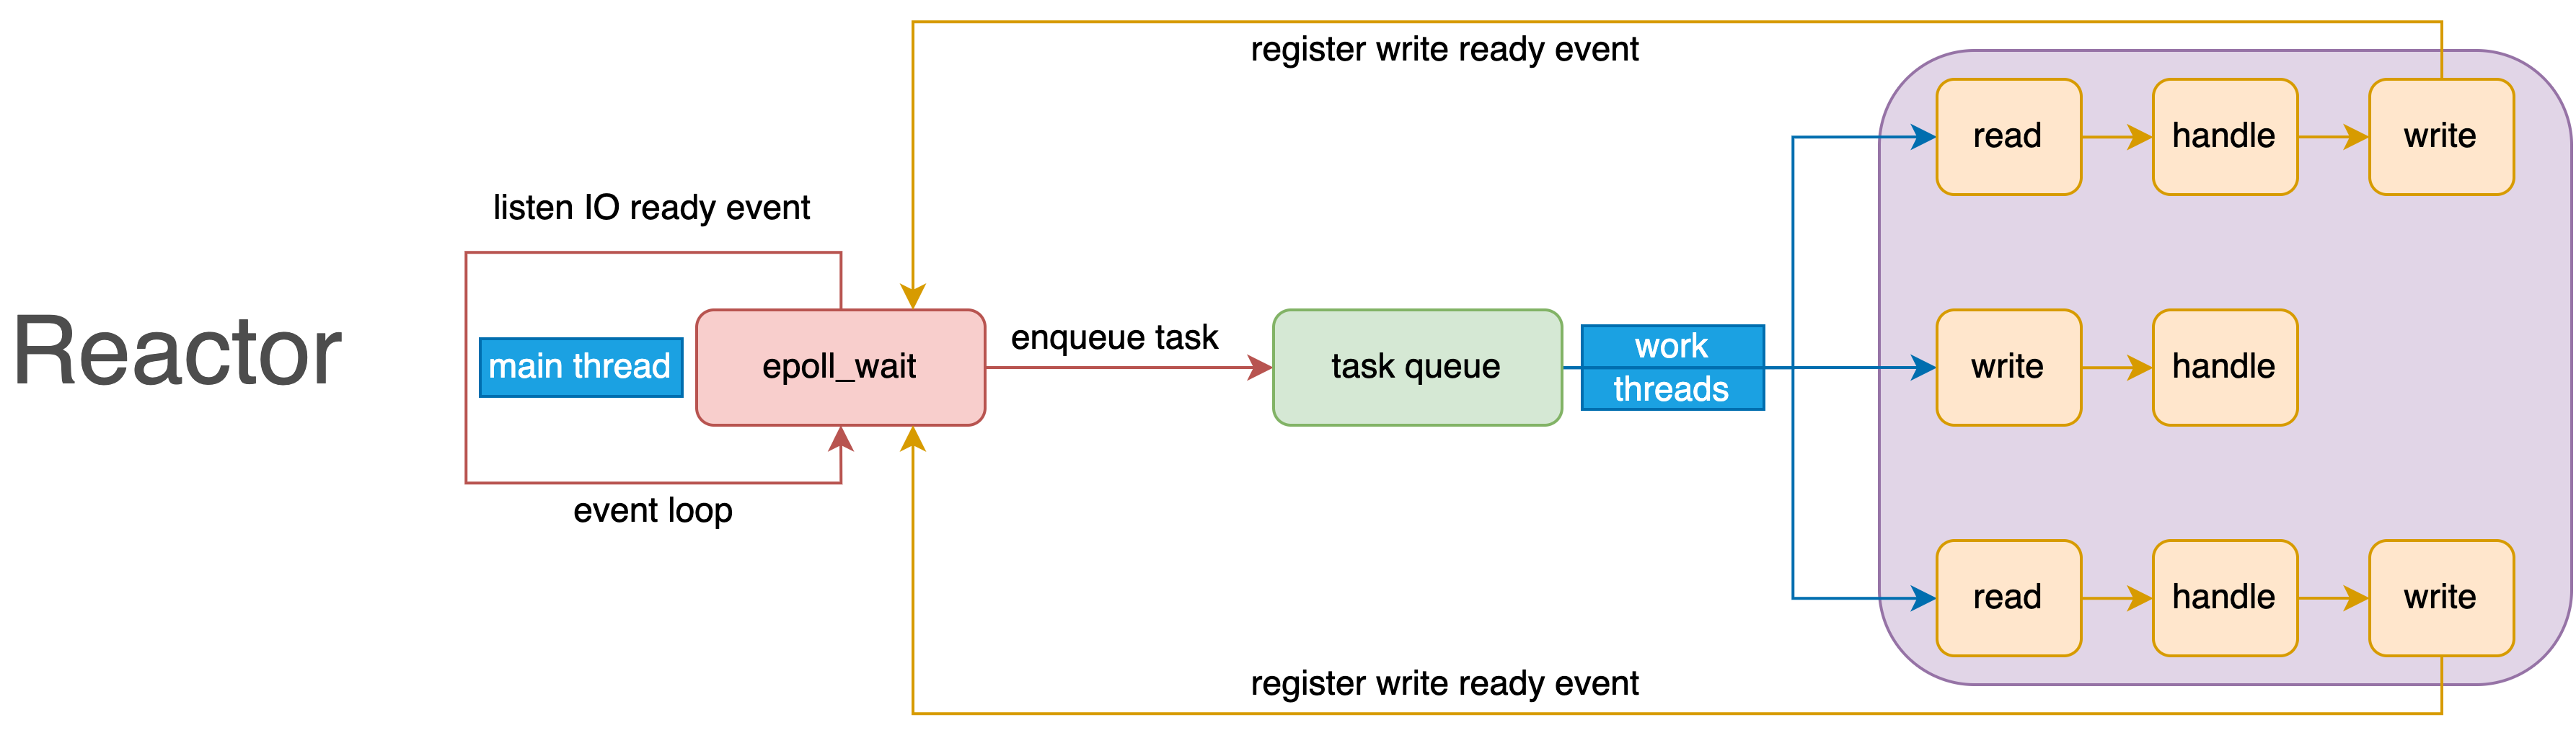 register write ready event
read
handle
write
listen IO ready event
Reactor
main thread
epoll_wait
enqueue task
task queue
work
threads
write
handle
event loop
read
handle
write
register write ready event